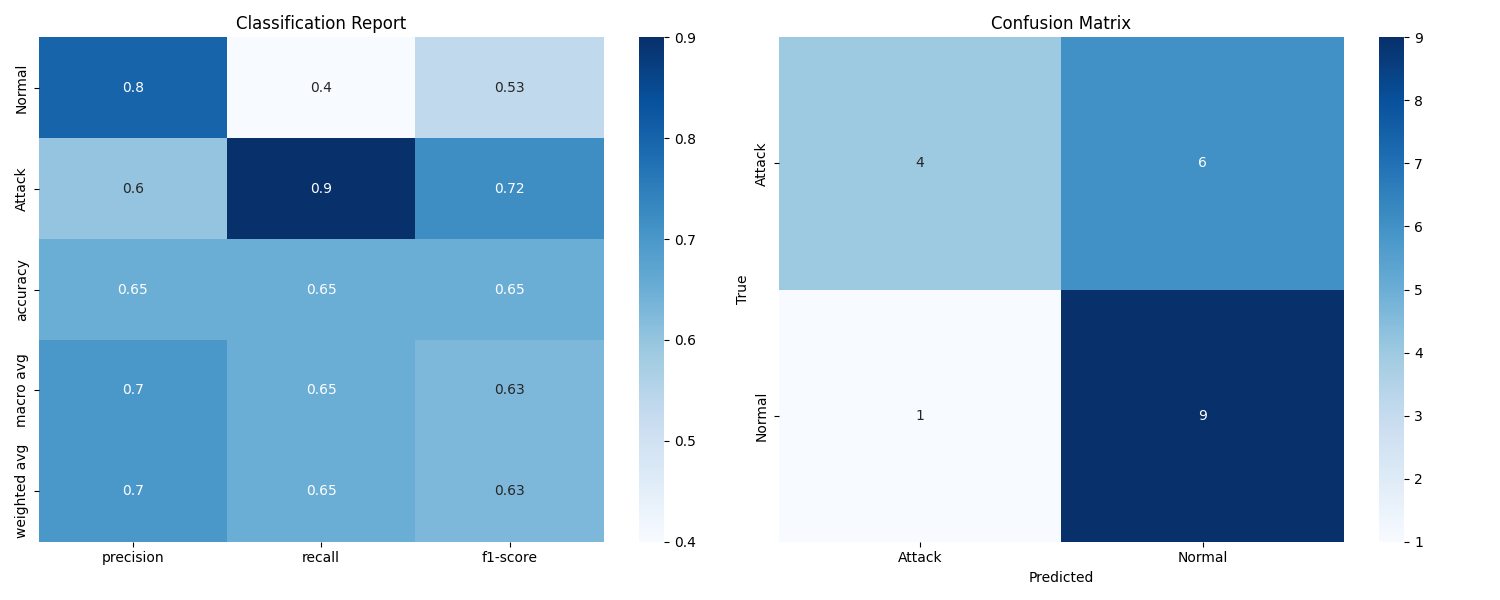 Classification Report
Normal
0.8 0.4 0.53
Attack
0.6 0.9 0.72
accuracy
0.65 0.65 0.65
macro avg
0.7 0.65 0.63
weighted avg
0.7 0.65 0.63
precision recall f1-score
0.9
0.8
0.7
0.6
0.5
0.4
Confusion Matrix
True
Attack
4 6
Normal
1 9
Attack Normal
Predicted
9
8
7
6
5
4
3
2
1